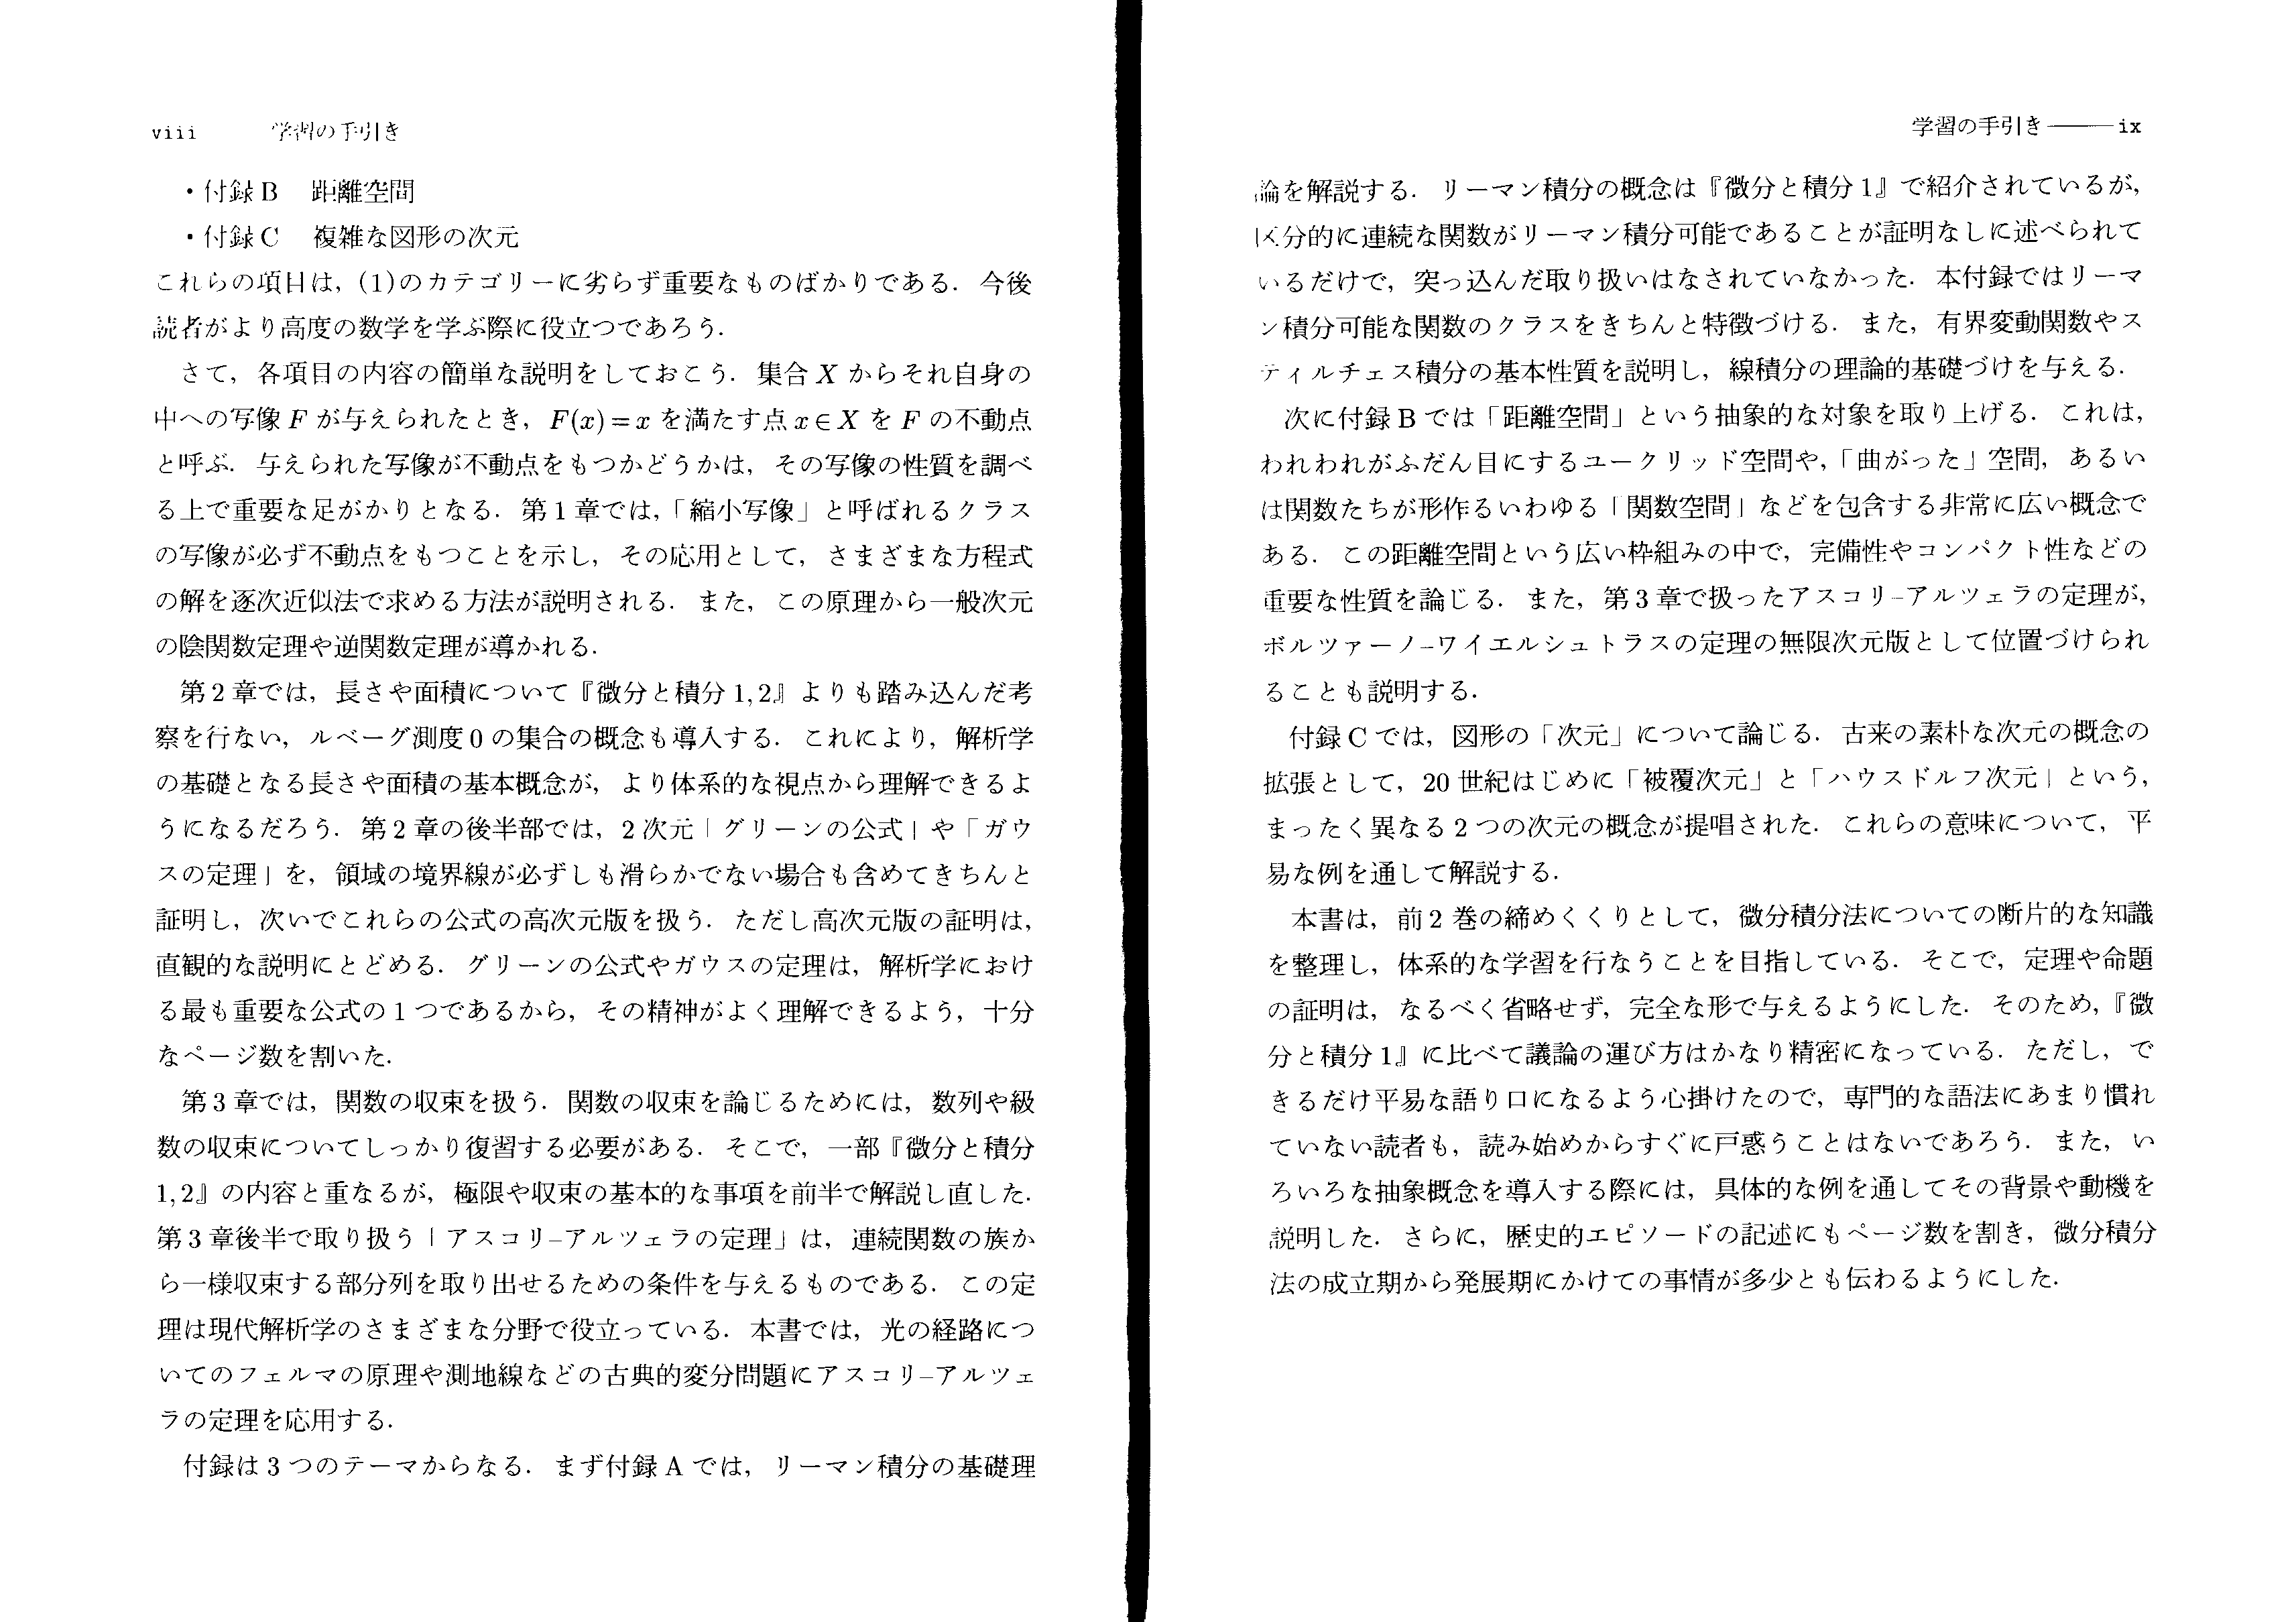 viii 学習の手引き
・付録B 距離空間
・付録C 複雑な図形の次元
これらの項目は，(1)のカテゴリーに劣らず重要なものばかりである．今後
読者がより高度の数学を学ぶ際に役立つであろう．
さて，各項目の内容の簡単な説明をしておこう．集合 X からそれ自身の
中への写像 F が与えられたとき，F(x)=x を満たす点 x∈X を F の不動点
と呼ぶ．与えられた写像が不動点をもつかどうかは，その写像の性質を調べ
る上で重要な足がかりとなる．第1章では，「縮小写像」と呼ばれるクラス
の写像が必ず不動点をもつことを示し，その応用として，さまざまな方程式
の解を逐次近似法で求める方法が説明される．また，この原理から一般次元
の陰関数定理や逆関数定理が導かれる．
第2章では，長さや面積について『微分と積分1,2』よりも踏み込んだ考
察を行ない，ルベーグ測度0の集合の概念も導入する．これにより，解析学
の基礎となる長さや面積の基本概念が，より体系的な視点から理解できるよ
うになるだろう．第2章の後半部では，2次元「グリーンの公式」や「ガウ
スの定理」を，領域の境界線が必ずしも滑らかでない場合も含めてきちんと
証明し，次いでこれらの公式の高次元版を扱う．ただし高次元版の証明は，
直観的な説明にとどめる．グリーンの公式やガウスの定理は，解析学におけ
る最も重要な公式の1つであるから，その精神がよく理解できるよう，十分
なページ数を割いた．
第3章では，関数の収束を扱う．関数の収束を論じるためには，数列や級
数の収束についてしっかり復習する必要がある．そこで，一部『微分と積分
1,2』の内容と重なるが，極限や収束の基本的な事項を前半で解説し直した．
第3章後半で取り扱う「アスコリ–アルツェラの定理」は，連続関数の族か
ら一様収束する部分列を取り出せるための条件を与えるものである．この定
理は現代解析学のさまざまな分野で役立っている．本書では，光の経路につ
いてのフェルマの原理や測地線などの古典的変分問題にアスコリ–アルツェ
ラの定理を応用する．
付録は3つのテーマからなる．まず付録Aでは，リーマン積分の基礎理
学習の手引き——ix
論を解説する．リーマン積分の概念は『微分と積分1』で紹介されているが，
区分的に連続な関数がリーマン積分可能であることが証明なしに述べられて
いるだけで，突っ込んだ取り扱いはなされていなかった．本付録ではリーマ
ン積分可能な関数のクラスをきちんと特徴づける．また，有界変動関数やス
ティルチェス積分の基本性質を説明し，線積分の理論的基礎づけを与える．
次に付録Bでは「距離空間」という抽象的な対象を取り上げる．これは，
われわれがふだん目にするユークリッド空間や，「曲がった」空間，あるい
は関数たちが形作るいわゆる「関数空間」などを包含する非常に広い概念で
ある．この距離空間という広い枠組みの中で，完備性やコンパクト性などの
重要な性質を論じる．また，第3章で扱ったアスコリ–アルツェラの定理が，
ボルツァーノ–ワイエルシュトラスの定理の無限次元版として位置づけられ
ることも説明する．
付録Cでは，図形の「次元」について論じる．古来の素朴な次元の概念の
拡張として，20世紀はじめに「被覆次元」と「ハウスドルフ次元」という，
まったく異なる2つの次元の概念が提唱された．これらの意味について，平
易な例を通して解説する．
本書は，前2巻の締めくくりとして，微分積分法についての断片的な知識
を整理し，体系的な学習を行なうことを目指している．そこで，定理や命題
の証明は，なるべく省略せず，完全な形で与えるようにした．そのため，『微
分と積分1』に比べて議論の運び方はかなり精密になっている．ただし，で
きるだけ平易な語り口になるよう心掛けたので，専門的な語法にあまり慣れ
ていない読者も，読み始めからすぐに戸惑うことはないであろう．また，い
ろいろな抽象概念を導入する際には，具体的な例を通してその背景や動機を
説明した．さらに，歴史的エピソードの記述にもページ数を割き，微分積分
法の成立期から発展期にかけての事情が多少とも伝わるようにした．